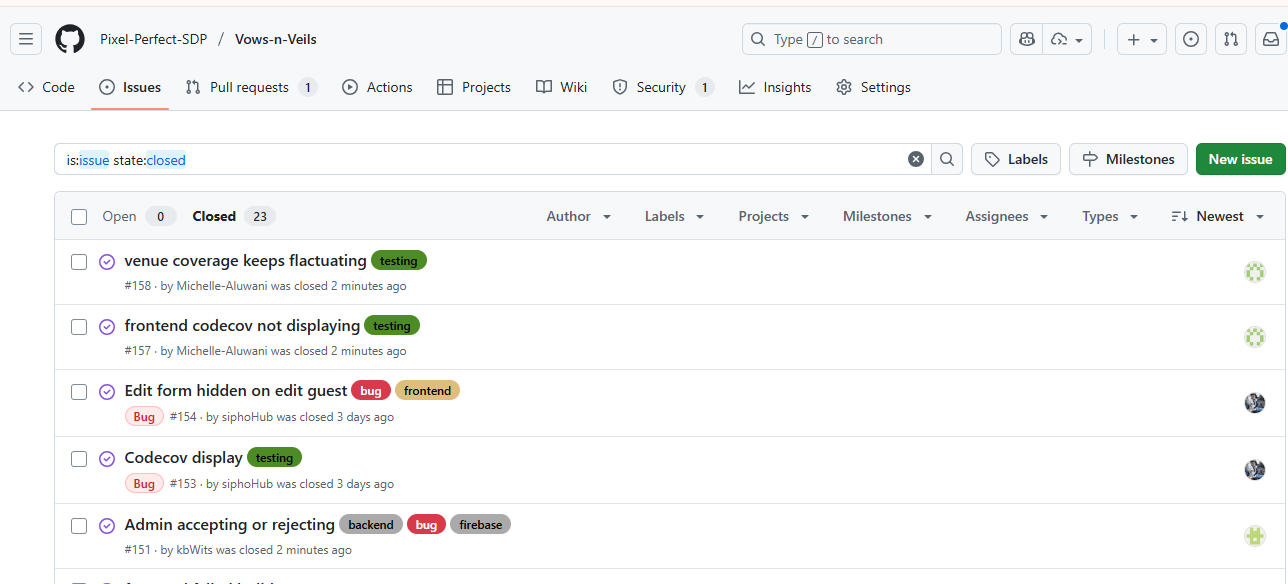 Pixel-Perfect-SDP / Vows-n-Veils Type / to search
Code Issues Pull requests 1 Actions Projects Wiki Security 1 Insights Settings
is:issue state:closed Labels Milestones New issue
Open 0 Closed 23 Author Labels Projects Milestones Assignees Types Newest
venue coverage keeps flactuating testing
#158 · by Michelle-Aluwani was closed 2 minutes ago
frontend codecov not displaying testing
#157 · by Michelle-Aluwani was closed 2 minutes ago
Edit form hidden on edit guest bug frontend
Bug #154 · by siphoHub was closed 3 days ago
Codecov display testing
Bug #153 · by siphoHub was closed 3 days ago
Admin accepting or rejecting backend bug firebase
#151 · by kbWits was closed 2 minutes ago